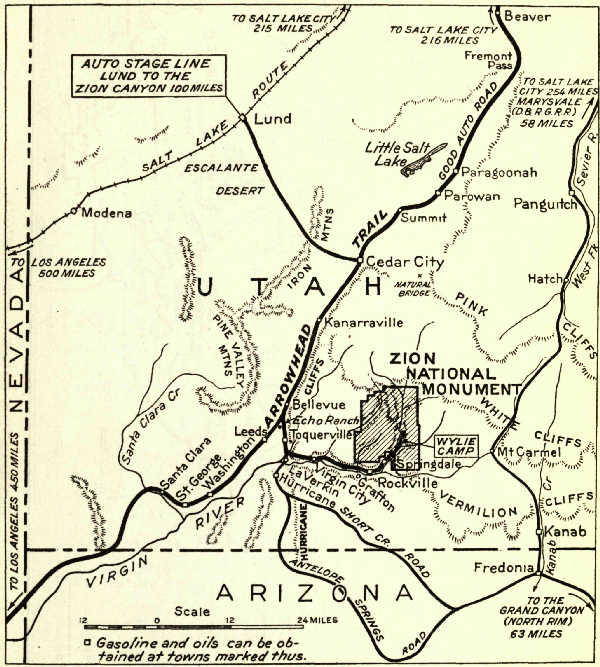 TO SALT LAKE CITY
215 MILES
TO SALT LAKE CITY
216 MILES
Beaver
Fremont
Pass
AUTO STAGE LINE
LUND TO THE
ZION CANYON 100 MILES
TO SALT LAKE
CITY 254 MILES
MARYSVALE
(D.& R.G.R.R)
58 MILES
SALT LAKE ROUTE
Lund
Little Salt
Lake
GOOD AUTO ROAD
Sevier R.
ESCALANTE
DESERT
Paragoonah
Parowan
Panguitch
Summit
Modena
TRAIL
IRON MTNS
Cedar City
TO LOS ANGELES
500 MILES
NATURAL
BRIDGE
Hatch
West Fk.
UTAH
PINK CLIFFS
NEVADA
PINE VALLEY
MTNS
ARROWHEAD
Kanarraville
CLIFFS
ZION
NATIONAL
MONUMENT
Santa Clara Cr
Bellevue
Echo Ranch
WHITE CLIFFS
Leeds
Toquerville
WYLIE
CAMP
Springdale
Mt Carmel
Santa Clara
St. George
Washington
LaVerkin
Virgin City
Grafton
Rockville
Hurricane
VERMILION CLIFFS
TO LOS ANGELES 450 MILES
VIRGIN RIVER
HURRICANE
SHORT CR. ROAD
Kanab
Kanab Cr
Fredonia
ARIZONA
ANTELOPE
SPRINGS
ROAD
TO THE
GRAND CANYON
(NORTH RIM)
63 MILES
Scale
12 0 12 24 MILES
Gasoline and oils can be ob-
tained at towns marked thus.